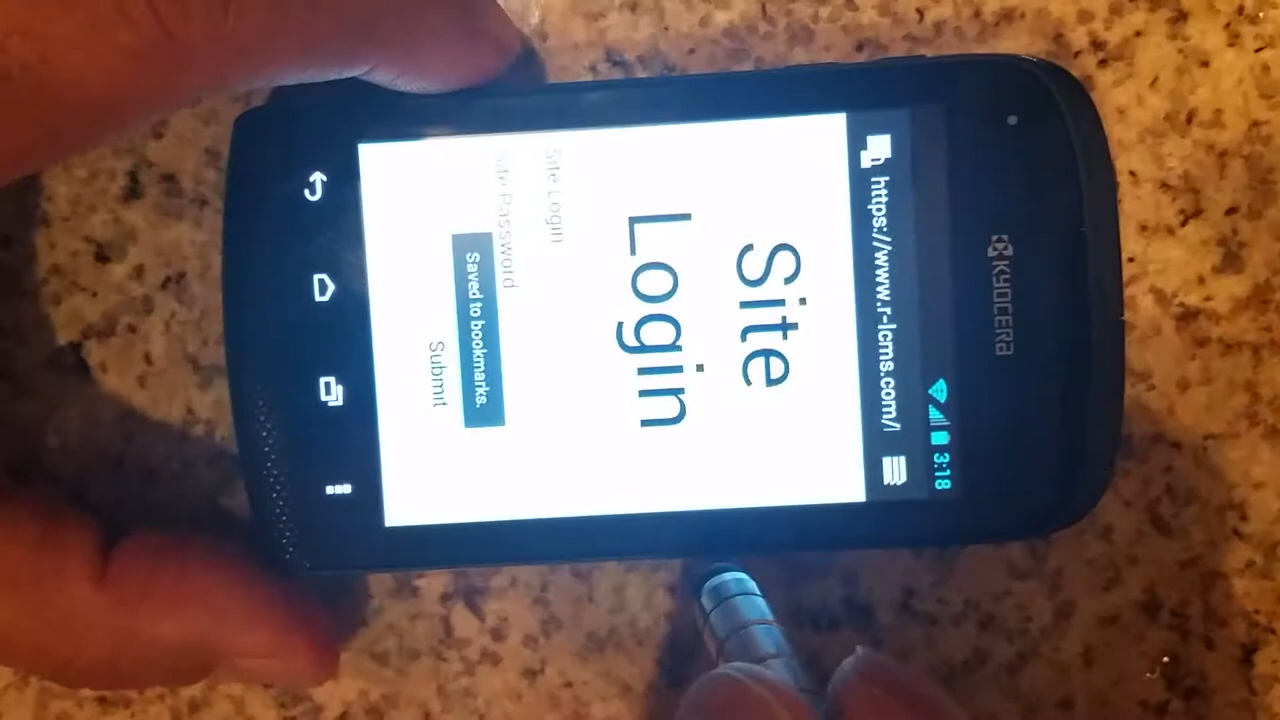 KYOCERA
3:18
https://www.r-lcms.com/l
Site
Login
Site Login
Site Password
Saved to bookmarks.
Submit